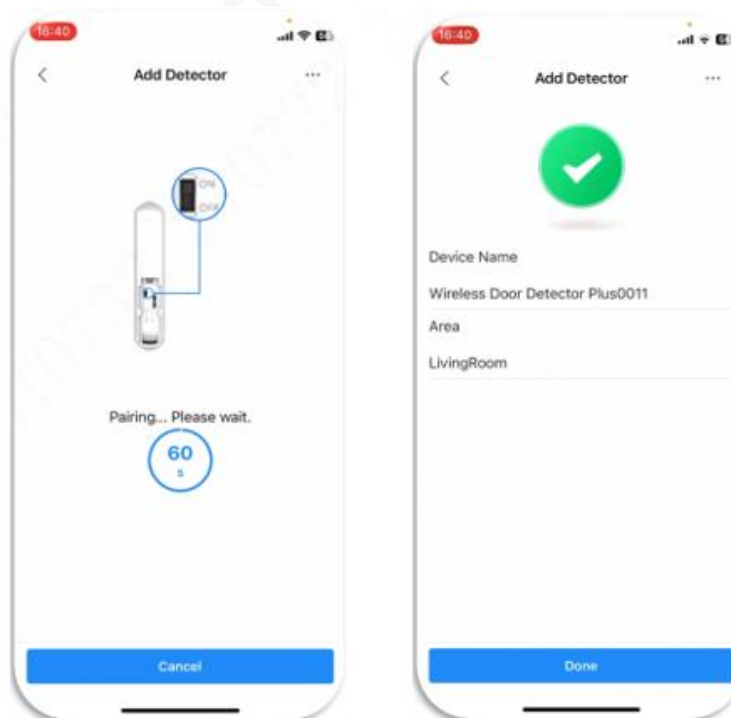 16:40
Add Detector
ON
OFF
Pairing... Please wait.
60
s
Cancel
16:40
Add Detector
Device Name
Wireless Door Detector Plus0011
Area
LivingRoom
Done